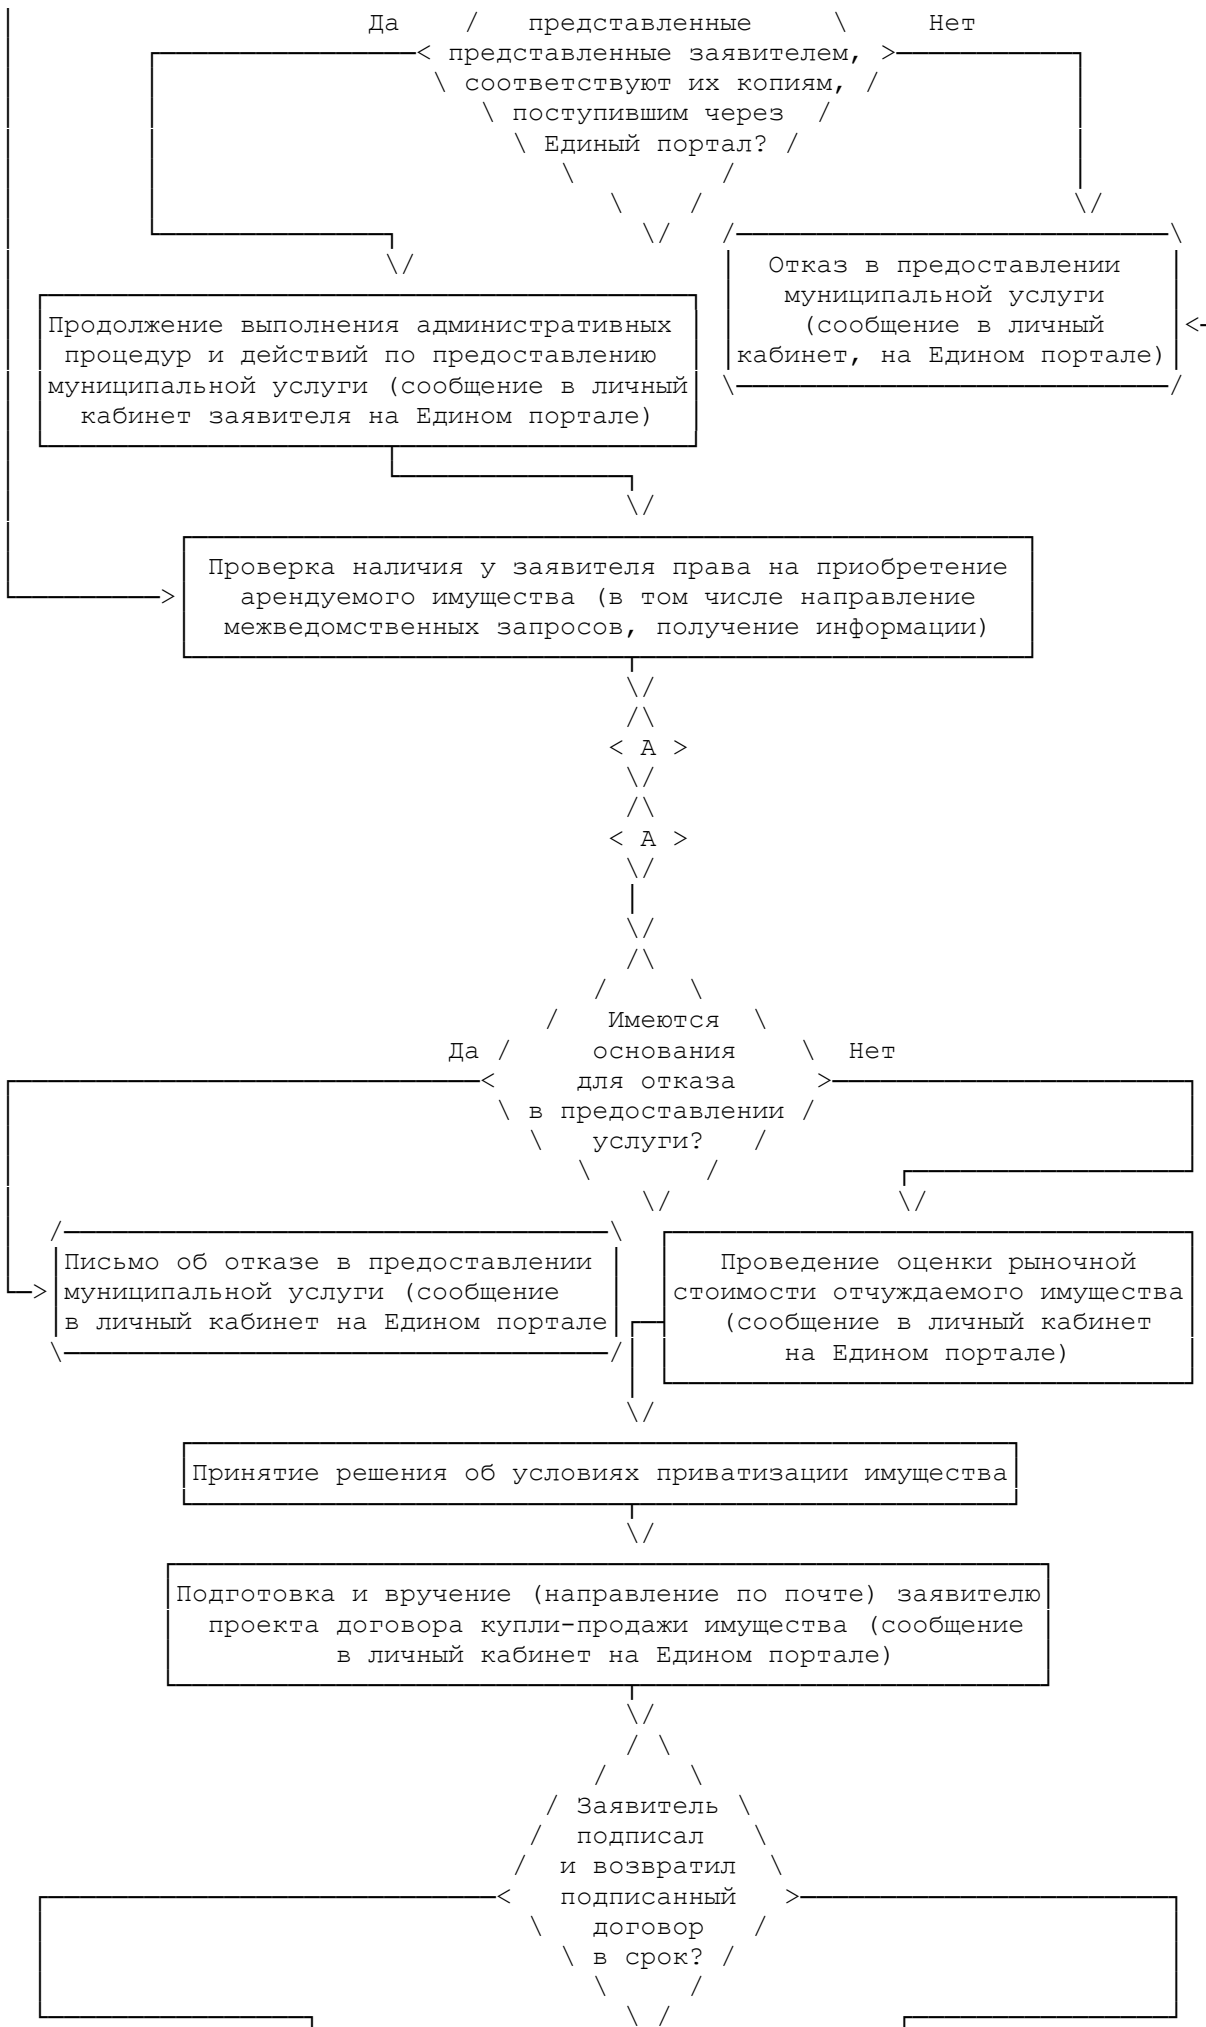 Да представленные Нет
представленные заявителем,
соответствуют их копиям,
поступившим через
Единый портал?
Отказ в предоставлении
муниципальной услуги
(сообщение в личный
кабинет, на Едином портале)
Продолжение выполнения административных
процедур и действий по предоставлению
муниципальной услуги (сообщение в личный
кабинет заявителя на Едином портале)
Проверка наличия у заявителя права на приобретение
арендуемого имущества (в том числе направление
межведомственных запросов, получение информации)
А
А
Имеются
Да основания Нет
для отказа
в предоставлении
услуги?
Письмо об отказе в предоставлении
муниципальной услуги (сообщение
в личный кабинет на Едином портале
Проведение оценки рыночной
стоимости отчуждаемого имущества
(сообщение в личный кабинет
на Едином портале)
Принятие решения об условиях приватизации имущества
Подготовка и вручение (направление по почте) заявителю
проекта договора купли-продажи имущества (сообщение
в личный кабинет на Едином портале)
Заявитель
подписал
и возвратил
подписанный
договор
в срок?